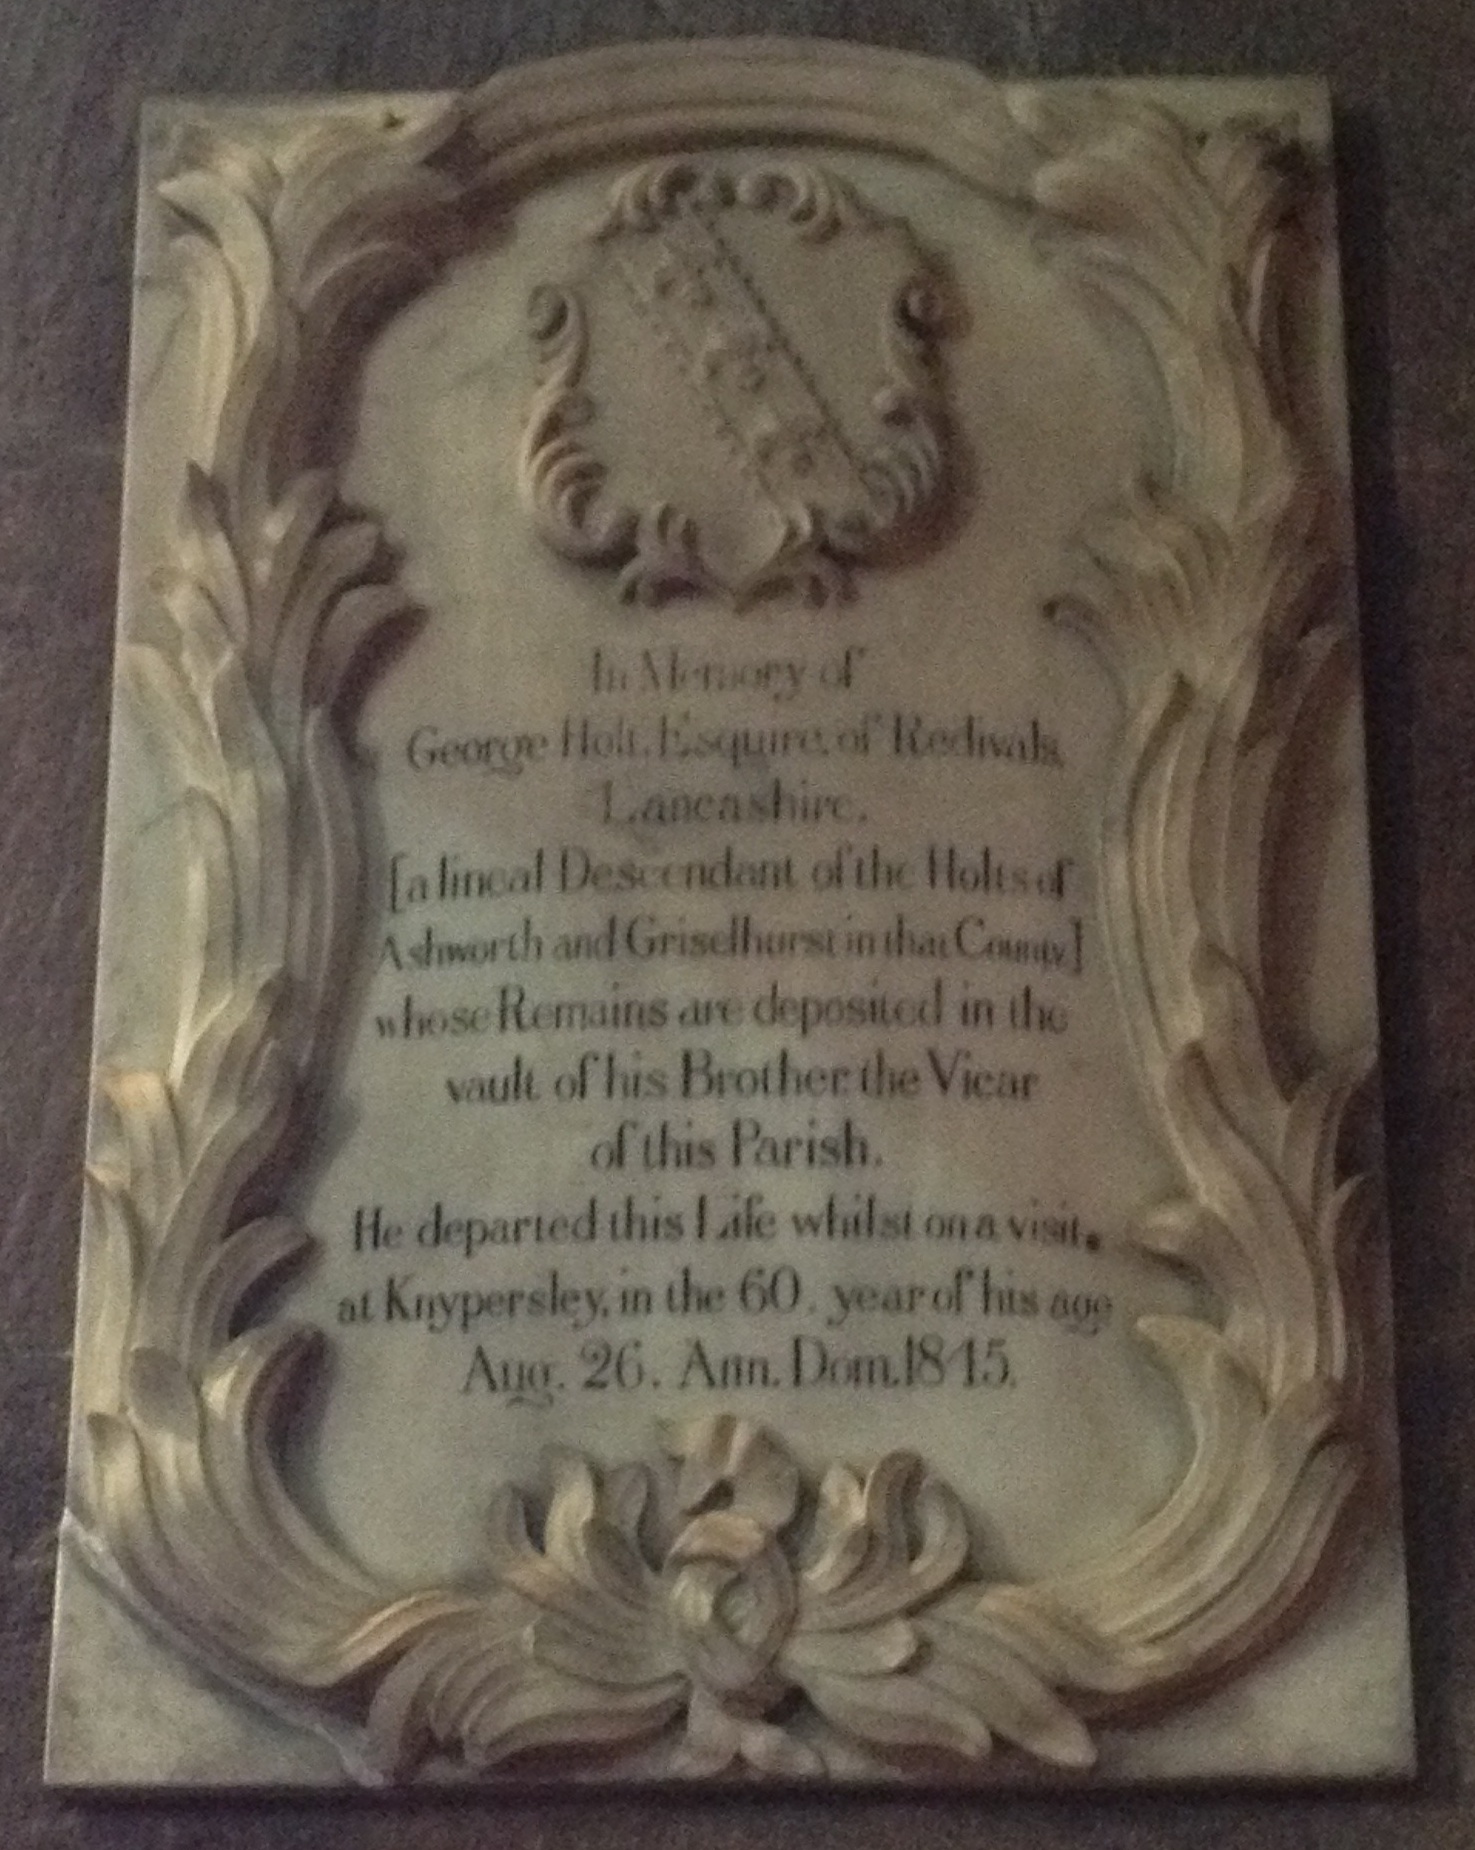 In Memory of
George Holt, Esquire, of Redivals,
Lancashire,
[a lineal Descendant of the Holts of
Ashworth and Griselhurst in that County]
whose Remains are deposited in the
vault of his Brother the Vicar
of this Parish.
He departed this Life whilst on a visit.
at Knypersley, in the 60. year of his age
Aug. 26. Ann. Dom. 1845.